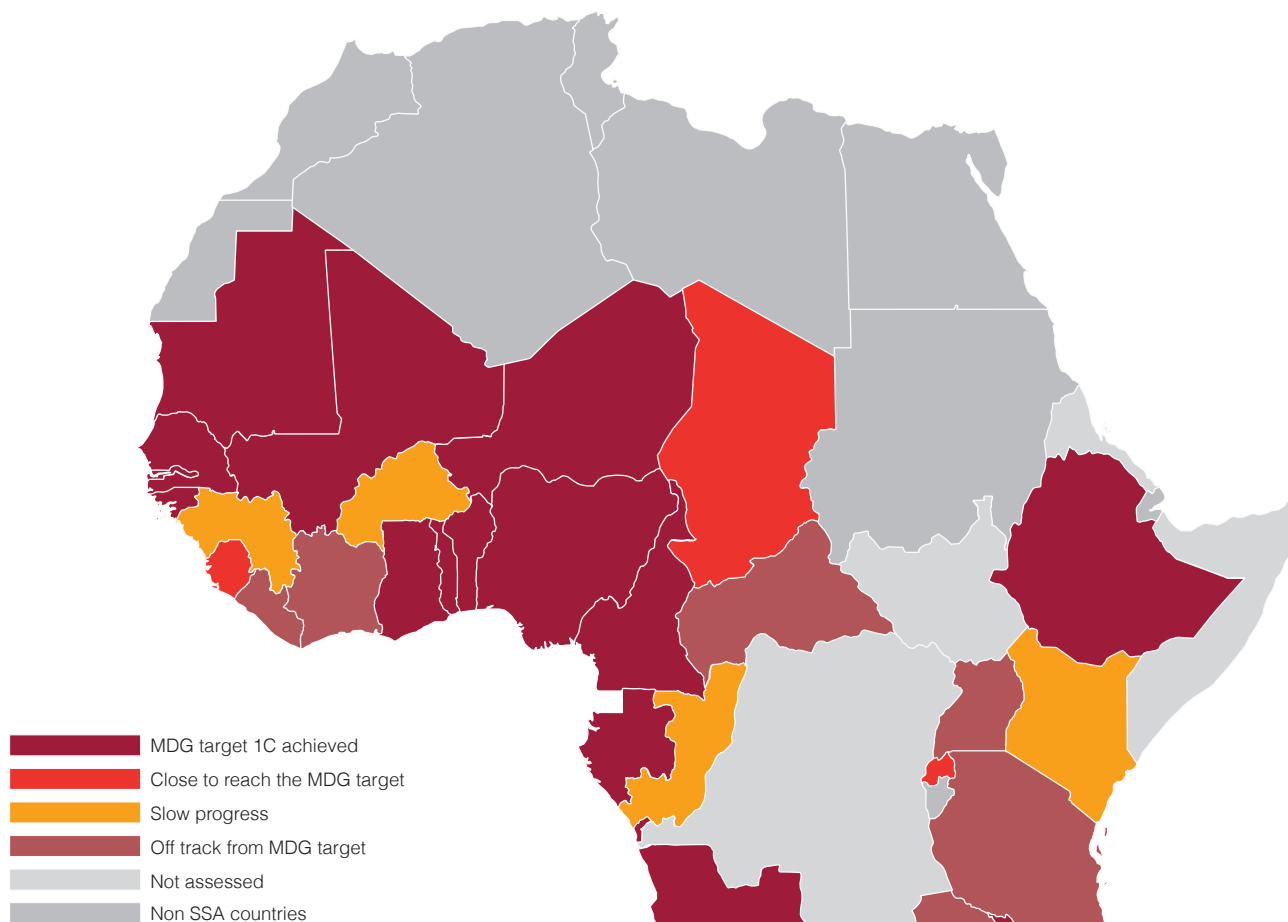 MDG target 1C achieved
Close to reach the MDG target
Slow progress
Off track from MDG target
Not assessed
Non SSA countries